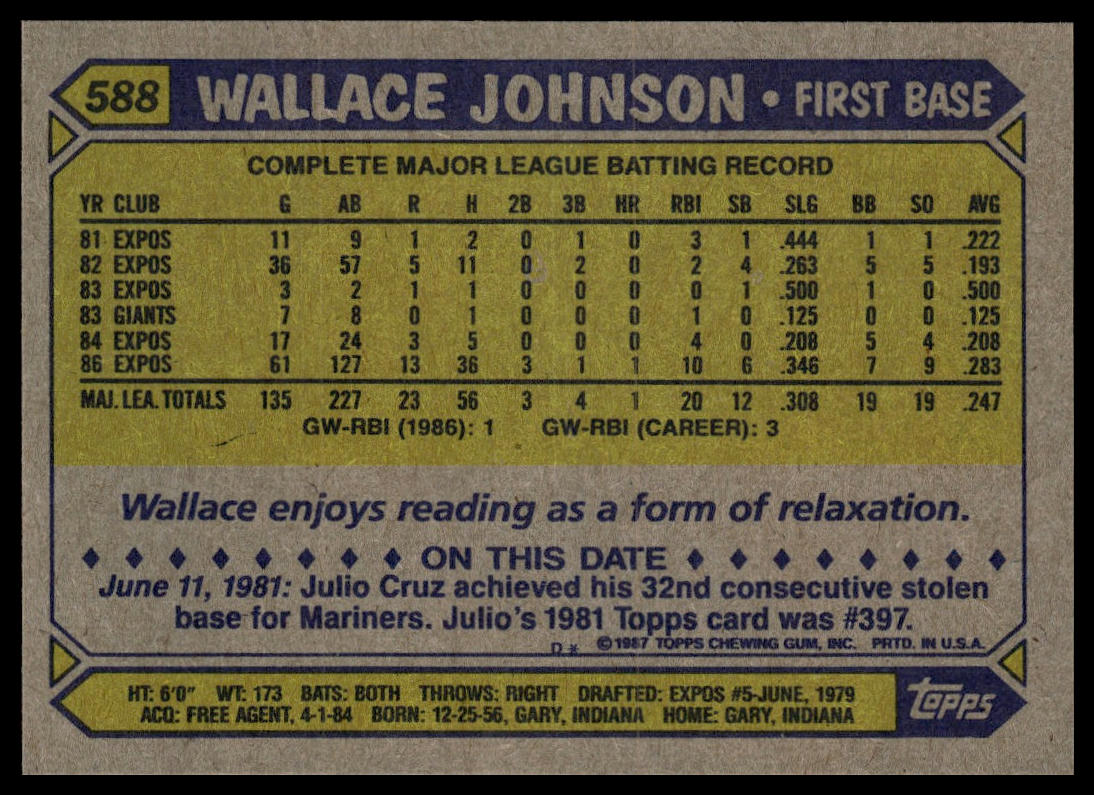 588 WALLACE JOHNSON • FIRST BASE
COMPLETE MAJOR LEAGUE BATTING RECORD
YR CLUB G AB R H 2B 3B HR RBI SB SLG BB SO AVG
81 EXPOS 11 9 1 2 0 1 0 3 1 .444 1 1 .222
82 EXPOS 36 57 5 11 0 2 0 2 4 .263 5 5 .193
83 EXPOS 3 2 1 1 0 0 0 0 1 .500 1 0 .500
83 GIANTS 7 8 0 1 0 0 0 1 0 .125 0 0 .125
84 EXPOS 17 24 3 5 0 0 0 4 0 .208 5 4 .208
86 EXPOS 61 127 13 36 3 1 1 10 6 .346 7 9 .283
MAJ. LEA. TOTALS 135 227 23 56 3 4 1 20 12 .308 19 19 .247
GW-RBI (1986): 1 GW-RBI (CAREER): 3
Wallace enjoys reading as a form of relaxation.
ON THIS DATE
June 11, 1981: Julio Cruz achieved his 32nd consecutive stolen
base for Mariners. Julio's 1981 Topps card was #397.
D* ©1987 TOPPS CHEWING GUM, INC. PRTD. IN U.S.A.
HT: 6'0" WT: 173 BATS: BOTH THROWS: RIGHT DRAFTED: EXPOS #5-JUNE, 1979
ACQ: FREE AGENT, 4-1-84 BORN: 12-25-56, GARY, INDIANA HOME: GARY, INDIANA
topps